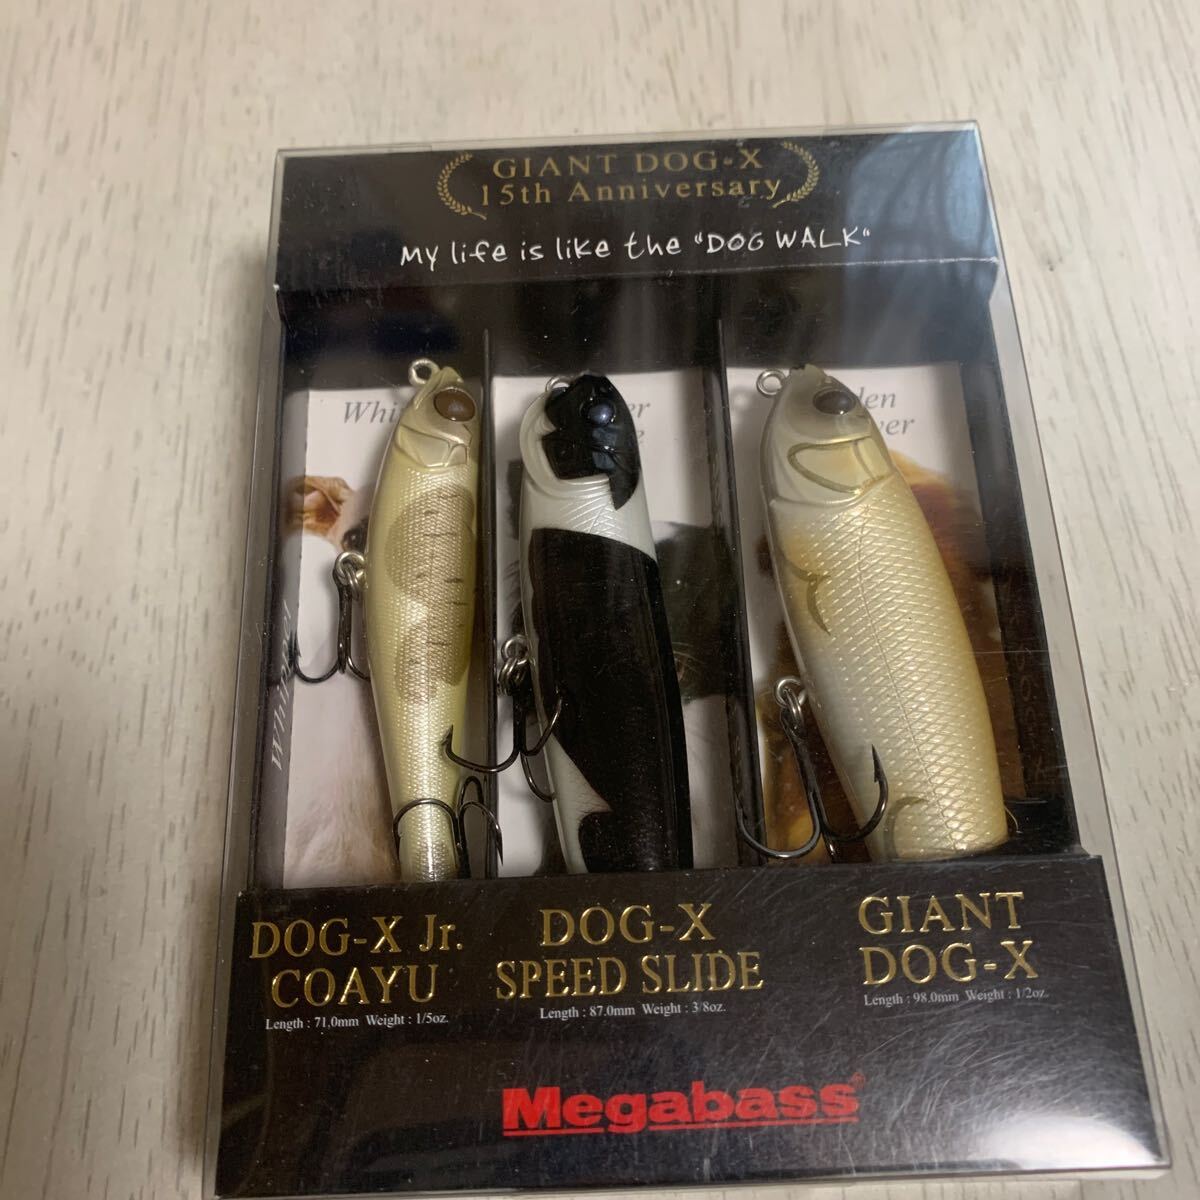 GIANT DOG-X
15th Anniversary
My life is like the "DOG WALK"
DOG-X Jr.
COAYU
Length : 71.0mm Weight : 1/5oz.
DOG-X
SPEED SLIDE
Length : 87.0mm Weight : 3/8oz.
GIANT
DOG-X
Length : 98.0mm Weight : 1/2oz.
Megabass®